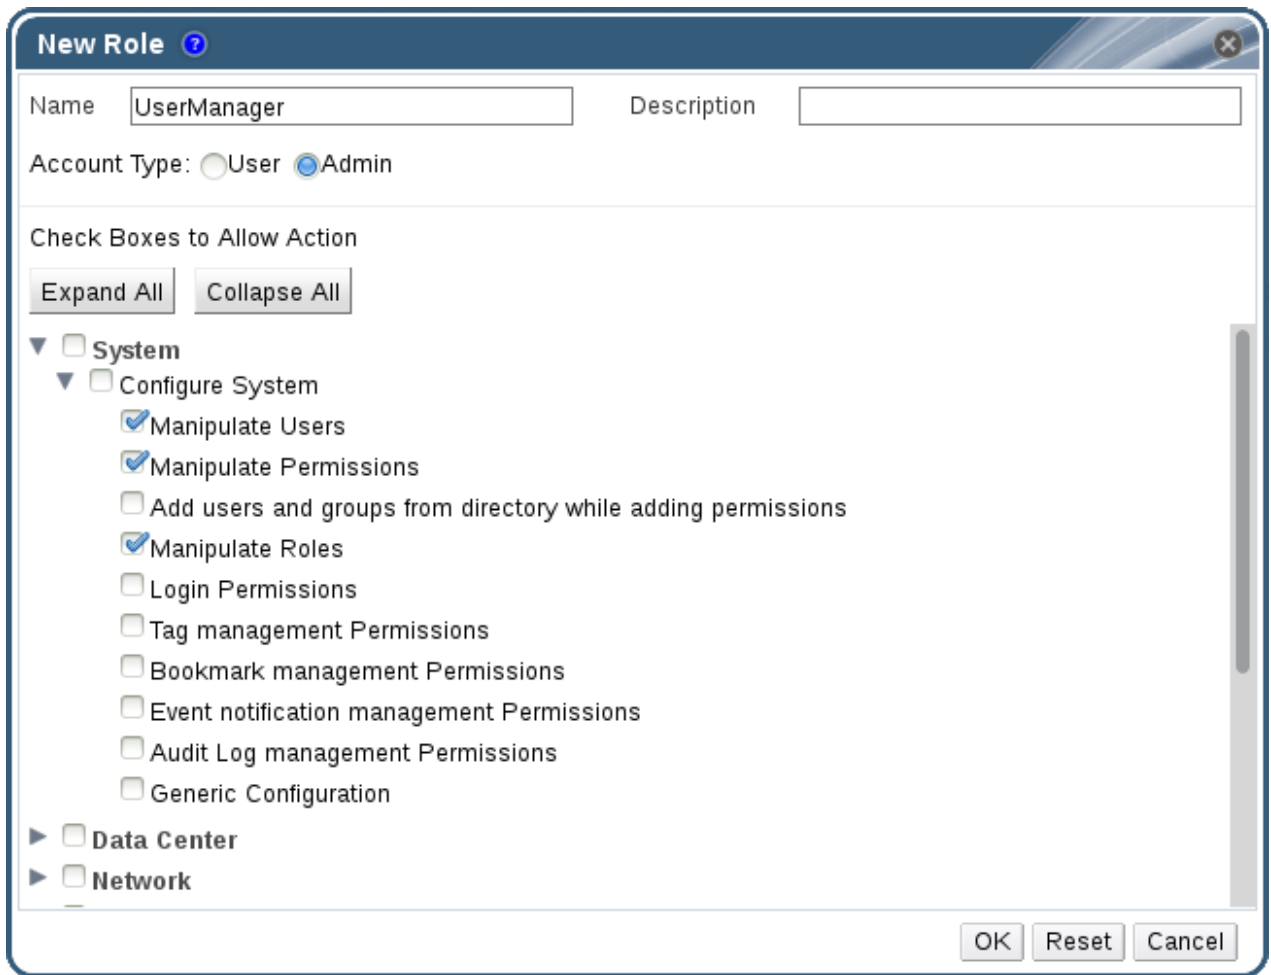 New Role ?
Name UserManager Description
Account Type: User Admin
Check Boxes to Allow Action
Expand All Collapse All
System
Configure System
Manipulate Users
Manipulate Permissions
Add users and groups from directory while adding permissions
Manipulate Roles
Login Permissions
Tag management Permissions
Bookmark management Permissions
Event notification management Permissions
Audit Log management Permissions
Generic Configuration
Data Center
Network
OK Reset Cancel